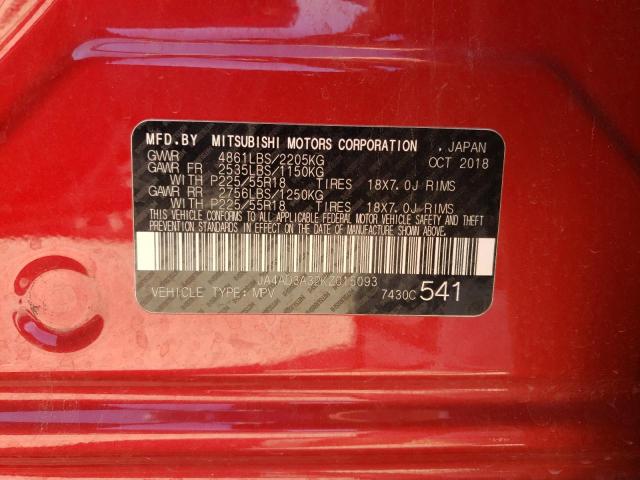 MFD.BY MITSUBISHI MOTORS CORPORATION , JAPAN
GVWR 4861LBS/2205KG OCT 2018
GAWR FR 2535LBS/1150KG
WITH P225/55R18 TIRES 18X7.0J RIMS
GAWR RR 2756LBS/1250KG
WITH P225/55R18 TIRES 18X7.0J RIMS
THIS VEHICLE CONFORMS TO ALL APPLICABLE FEDERAL MOTOR VEHICLE SAFETY AND THEFT
PREVENTION STANDARDS IN EFFECT ON THE DATE OF MANUFACTURE SHOWN ABOVE.
JA4AD3A32KZ015093
VEHICLE TYPE: MPV 7430C 541